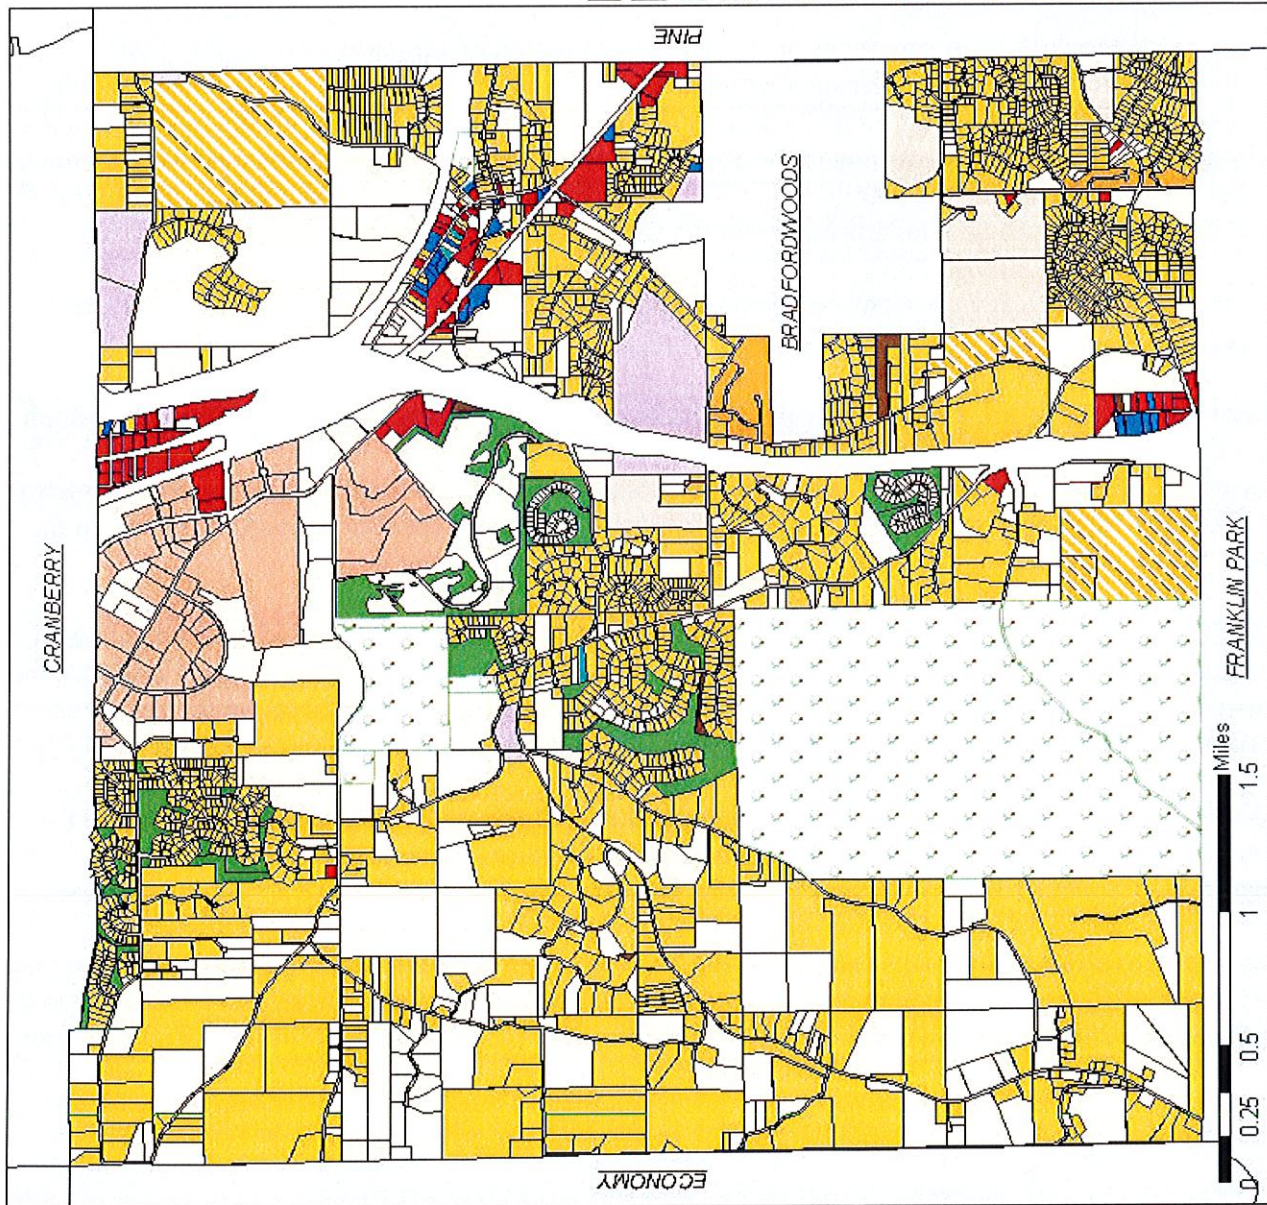 PINE
CRANBERRY
BRADFORDWOODS
FRANKLIN PARK
ECONOMY
Miles
0 0.25 0.5 1 1.5